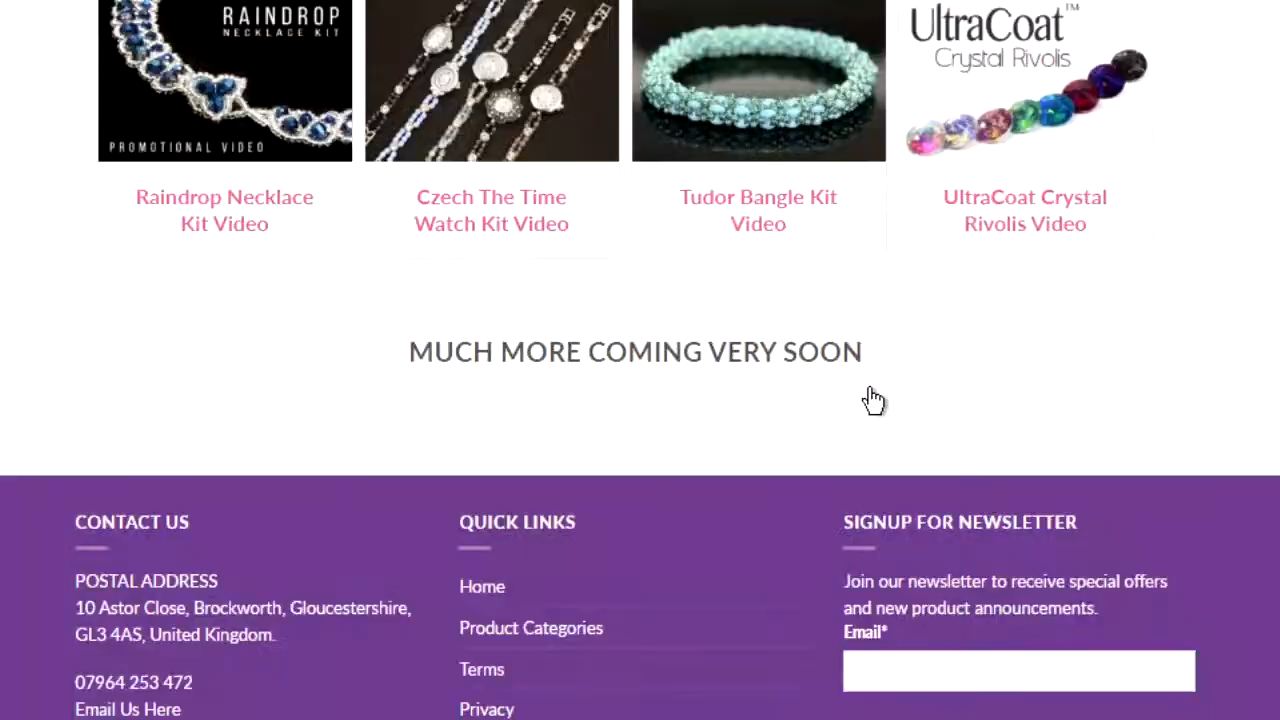 RAINDROP
NECKLACE KIT
PROMOTIONAL VIDEO
UltraCoat™
Crystal Rivolis
Raindrop Necklace
Kit Video
Czech The Time
Watch Kit Video
Tudor Bangle Kit
Video
UltraCoat Crystal
Rivolis Video
MUCH MORE COMING VERY SOON
CONTACT US
POSTAL ADDRESS
10 Astor Close, Brockworth, Gloucestershire,
GL3 4AS, United Kingdom.
07964 253 472
Email Us Here
QUICK LINKS
Home
Product Categories
Terms
Privacy
SIGNUP FOR NEWSLETTER
Join our newsletter to receive special offers
and new product announcements.
Email*